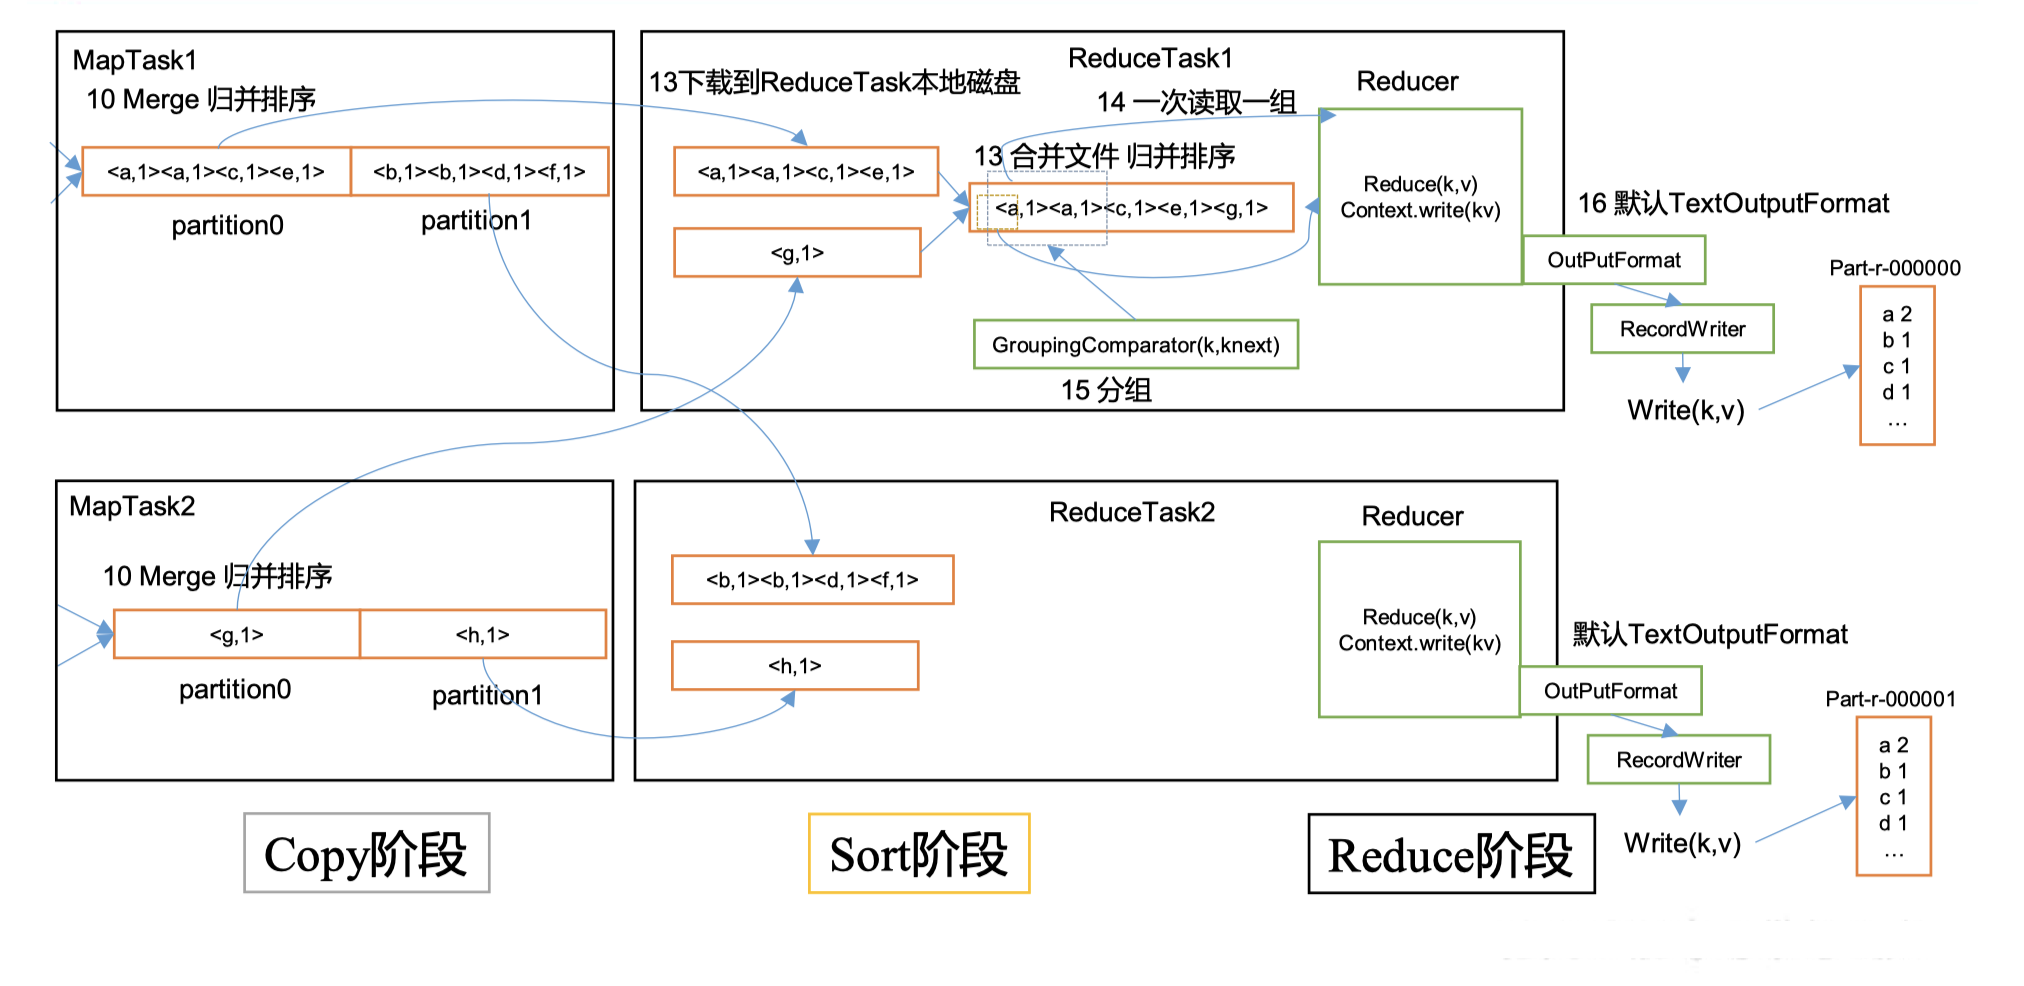 MapTask1
10 Merge 归并排序
<a,1><a,1><c,1><e,1>
<b,1><b,1><d,1><f,1>
partition0
partition1
ReduceTask1
13下载到ReduceTask本地磁盘
14 一次读取一组
Reducer
<a,1><a,1><c,1><e,1>
13 合并文件 归并排序
<a,1><a,1><c,1><e,1><g,1>
<g,1>
GroupingComparator(k,knext)
15 分组
Reduce(k,v)
Context.write(kv)
16 默认TextOutputFormat
OutPutFormat
RecordWriter
Write(k,v)
Part-r-000000
a 2
b 1
c 1
d 1
...
MapTask2
10 Merge 归并排序
<g,1>
<h,1>
partition0
partition1
ReduceTask2
Reducer
<b,1><b,1><d,1><f,1>
<h,1>
Reduce(k,v)
Context.write(kv)
默认TextOutputFormat
OutPutFormat
RecordWriter
Write(k,v)
Part-r-000001
a 2
b 1
c 1
d 1
...
Copy阶段
Sort阶段
Reduce阶段